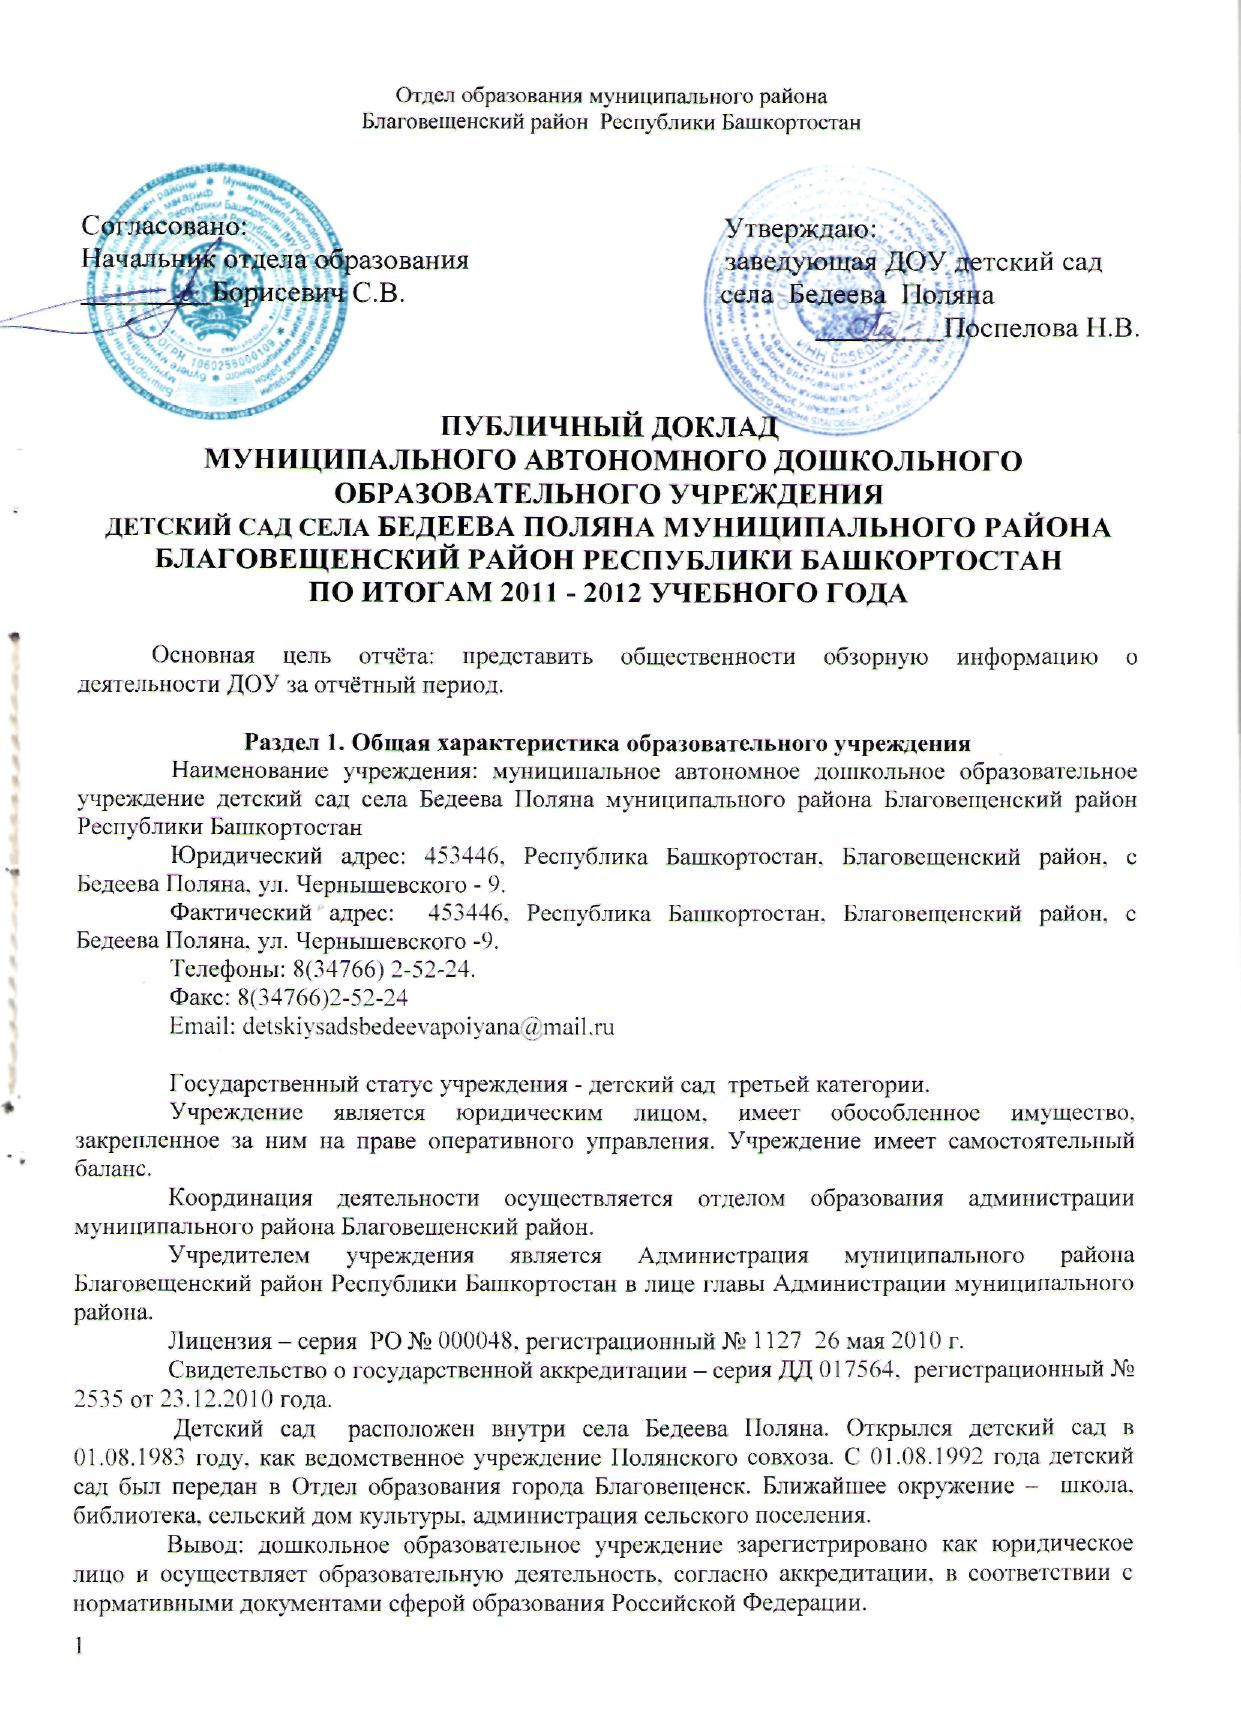 Отдел образования муниципального района
Благовещенский район Республики Башкортостан
Согласовано:
Начальник отдела образования
_________ Борисевич С.В.
Утверждаю:
заведующая ДОУ детский сад
села Бедеева Поляна
_________Поспелова Н.В.
ОГРН 1060258000109
ИНН 0258
ПУБЛИЧНЫЙ ДОКЛАД
МУНИЦИПАЛЬНОГО АВТОНОМНОГО ДОШКОЛЬНОГО
ОБРАЗОВАТЕЛЬНОГО УЧРЕЖДЕНИЯ
ДЕТСКИЙ САД СЕЛА БЕДЕЕВА ПОЛЯНА МУНИЦИПАЛЬНОГО РАЙОНА
БЛАГОВЕЩЕНСКИЙ РАЙОН РЕСПУБЛИКИ БАШКОРТОСТАН
ПО ИТОГАМ 2011 - 2012 УЧЕБНОГО ГОДА
Основная цель отчёта: представить общественности обзорную информацию о
деятельности ДОУ за отчётный период.
Раздел 1. Общая характеристика образовательного учреждения
Наименование учреждения: муниципальное автономное дошкольное образовательное
учреждение детский сад села Бедеева Поляна муниципального района Благовещенский район
Республики Башкортостан
Юридический адрес: 453446, Республика Башкортостан, Благовещенский район, с
Бедеева Поляна, ул. Чернышевского - 9.
Фактический адрес: 453446, Республика Башкортостан, Благовещенский район, с
Бедеева Поляна, ул. Чернышевского -9.
Телефоны: 8(34766) 2-52-24.
Факс: 8(34766)2-52-24
Email: detskiysadsbedeevapoiyana@mail.ru
Государственный статус учреждения - детский сад третьей категории.
Учреждение является юридическим лицом, имеет обособленное имущество,
закрепленное за ним на праве оперативного управления. Учреждение имеет самостоятельный
баланс.
Координация деятельности осуществляется отделом образования администрации
муниципального района Благовещенский район.
Учредителем учреждения является Администрация муниципального района
Благовещенский район Республики Башкортостан в лице главы Администрации муниципального
района.
Лицензия – серия РО № 000048, регистрационный № 1127 26 мая 2010 г.
Свидетельство о государственной аккредитации – серия ДД 017564, регистрационный №
2535 от 23.12.2010 года.
Детский сад расположен внутри села Бедеева Поляна. Открылся детский сад в
01.08.1983 году, как ведомственное учреждение Полянского совхоза. С 01.08.1992 года детский
сад был передан в Отдел образования города Благовещенск. Ближайшее окружение – школа,
библиотека, сельский дом культуры, администрация сельского поселения.
Вывод: дошкольное образовательное учреждение зарегистрировано как юридическое
лицо и осуществляет образовательную деятельность, согласно аккредитации, в соответствии с
нормативными документами сферой образования Российской Федерации.
1